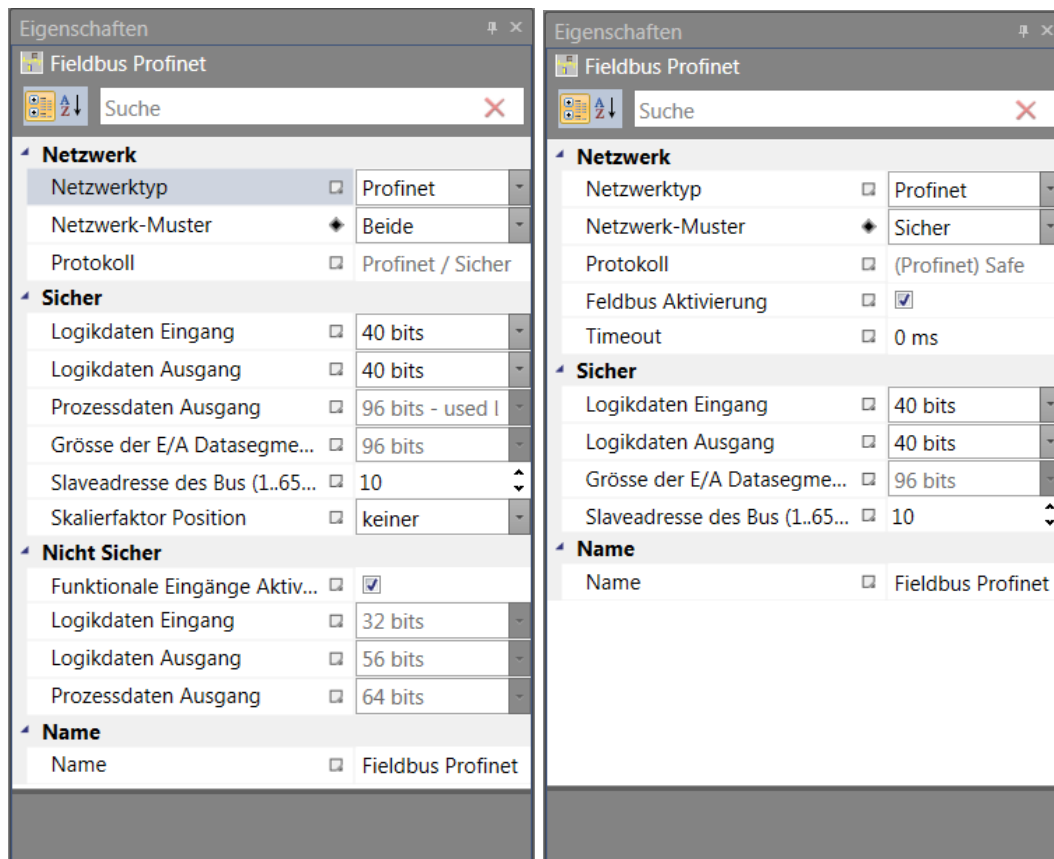 Eigenschaften
Fieldbus Profinet
Suche
Netzwerk
Netzwerktyp Profinet
Netzwerk-Muster Beide
Protokoll Profinet / Sicher
Sicher
Logikdaten Eingang 40 bits
Logikdaten Ausgang 40 bits
Prozessdaten Ausgang 96 bits - used l
Grösse der E/A Datasegme... 96 bits
Slaveadresse des Bus (1..65... 10
Skalierfaktor Position keiner
Nicht Sicher
Funktionale Eingänge Aktiv...
Logikdaten Eingang 32 bits
Logikdaten Ausgang 56 bits
Prozessdaten Ausgang 64 bits
Name
Name Fieldbus Profinet
Eigenschaften
Fieldbus Profinet
Suche
Netzwerk
Netzwerktyp Profinet
Netzwerk-Muster Sicher
Protokoll (Profinet) Safe
Feldbus Aktivierung
Timeout 0 ms
Sicher
Logikdaten Eingang 40 bits
Logikdaten Ausgang 40 bits
Grösse der E/A Datasegme... 96 bits
Slaveadresse des Bus (1..65... 10
Name
Name Fieldbus Profinet